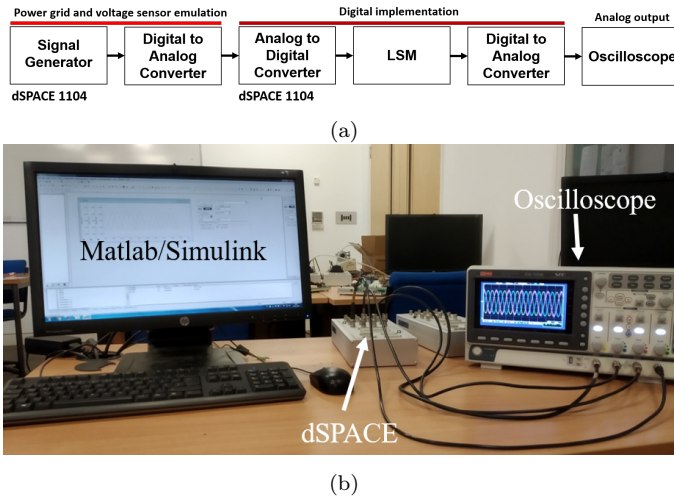 Power grid and voltage sensor emulation
Digital implementation
Analog output
Signal
Generator
Digital to
Analog
Converter
Analog to
Digital
Converter
LSM
Digital to
Analog
Converter
Oscilloscope
dSPACE 1104
dSPACE 1104
(a)
Matlab/Simulink
Oscilloscope
hp
dSPACE
(b)